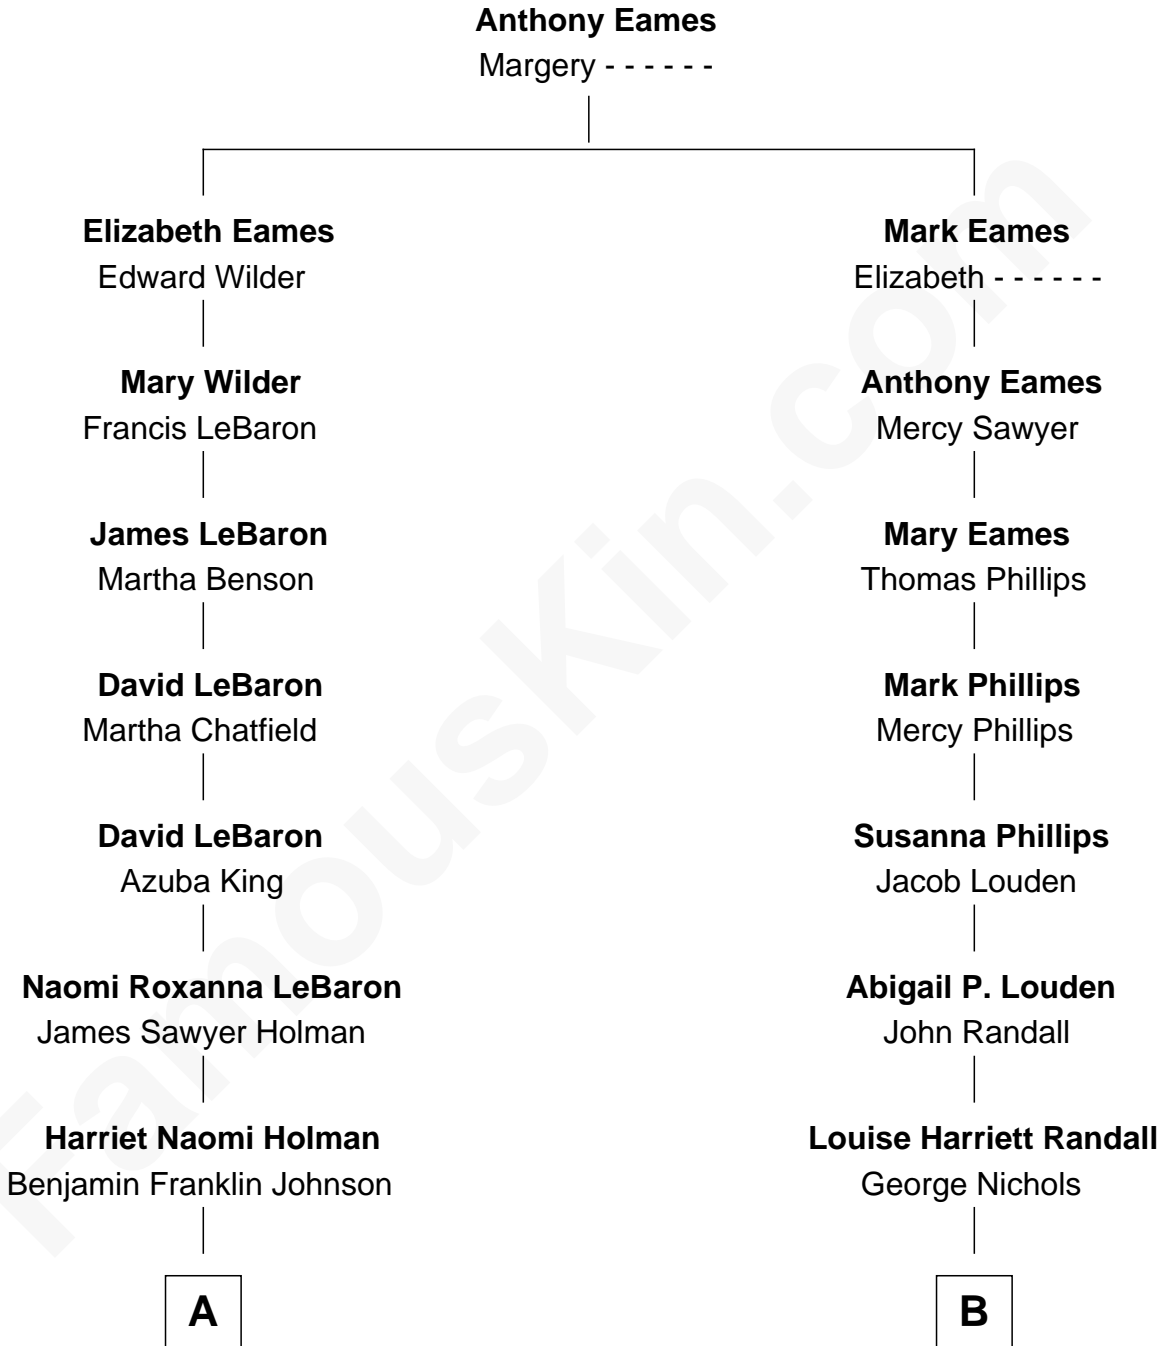 Anthony Eames
Margery - - - - - -
Elizabeth Eames
Edward Wilder
Mary Wilder
Francis LeBaron
James LeBaron
Martha Benson
David LeBaron
Martha Chatfield
David LeBaron
Azuba King
Naomi Roxanna LeBaron
James Sawyer Holman
Harriet Naomi Holman
Benjamin Franklin Johnson
A
Mark Eames
Elizabeth - - - - - -
Anthony Eames
Mercy Sawyer
Mary Eames
Thomas Phillips
Mark Phillips
Mercy Phillips
Susanna Phillips
Jacob Louden
Abigail P. Louden
John Randall
Louise Harriett Randall
George Nichols
B
FamousKin.com